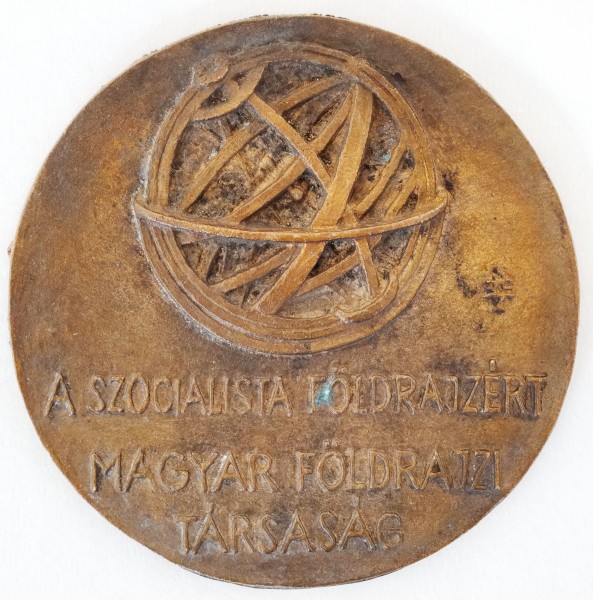 A SZOCIALISTA FÖLDRAJZÉRT
MAGYAR FÖLDRAJZI
TÁRSASÁG